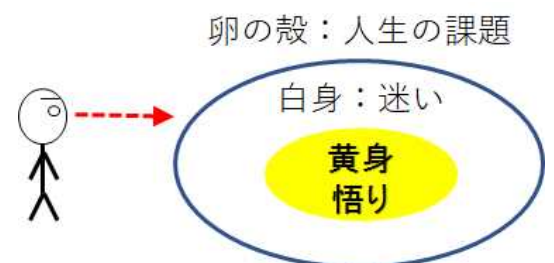 卵の殻：人生の課題
白身：迷い
黄身
悟り